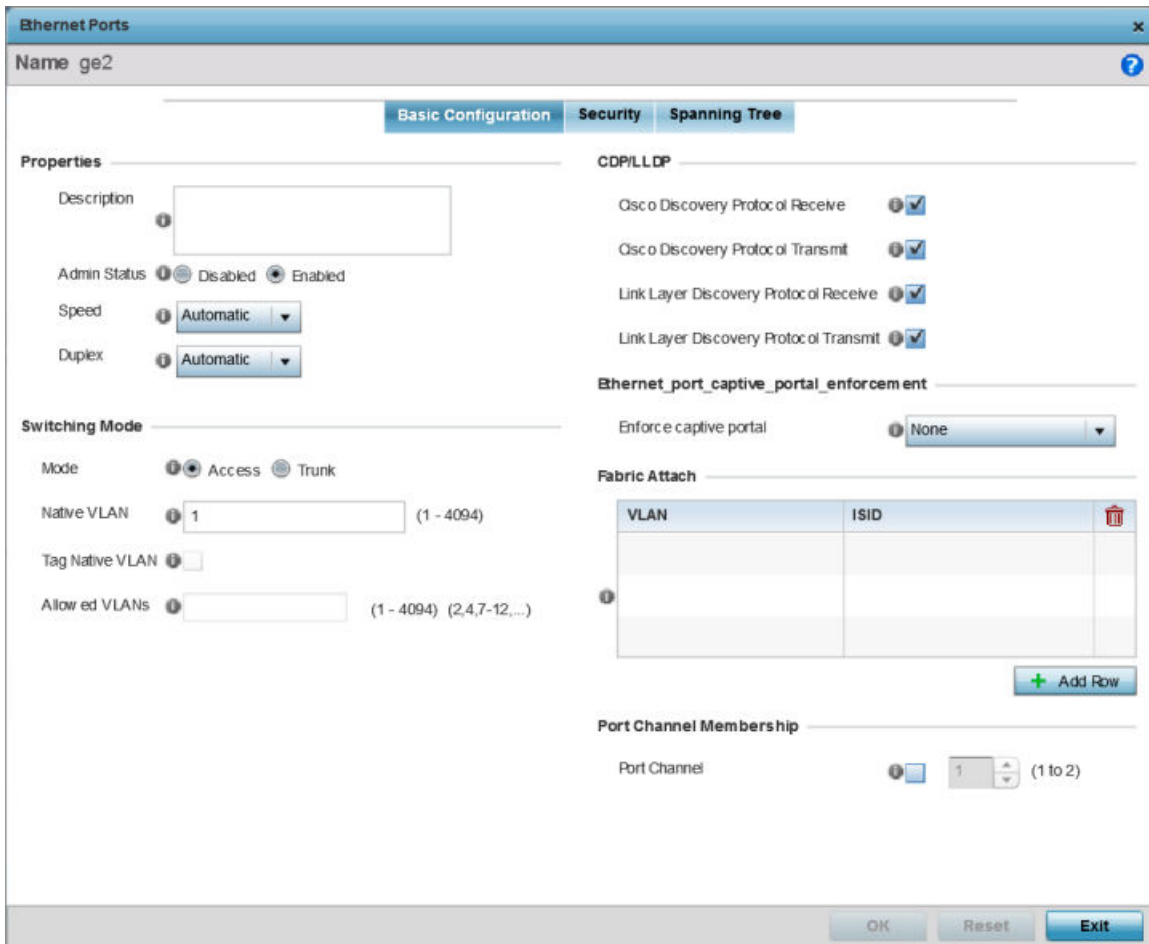 Ethernet Ports
Name ge2
Basic Configuration
Security
Spanning Tree
Properties
Description
Admin Status
Disabled
Enabled
Speed
Automatic
Duplex
Automatic
Switching Mode
Mode
Access
Trunk
Native VLAN
1
(1 - 4094)
Tag Native VLAN
Allowed VLANs
(1 - 4094) (2,4,7-12,...)
CDP/LLDP
Cisco Discovery Protocol Receive
Cisco Discovery Protocol Transmit
Link Layer Discovery Protocol Receive
Link Layer Discovery Protocol Transmit
Ethernet_port_captive_portal_enforcement
Enforce captive portal
None
Fabric Attach
VLAN
ISID
Add Row
Port Channel Membership
Port Channel
1
(1 to 2)
OK
Reset
Exit